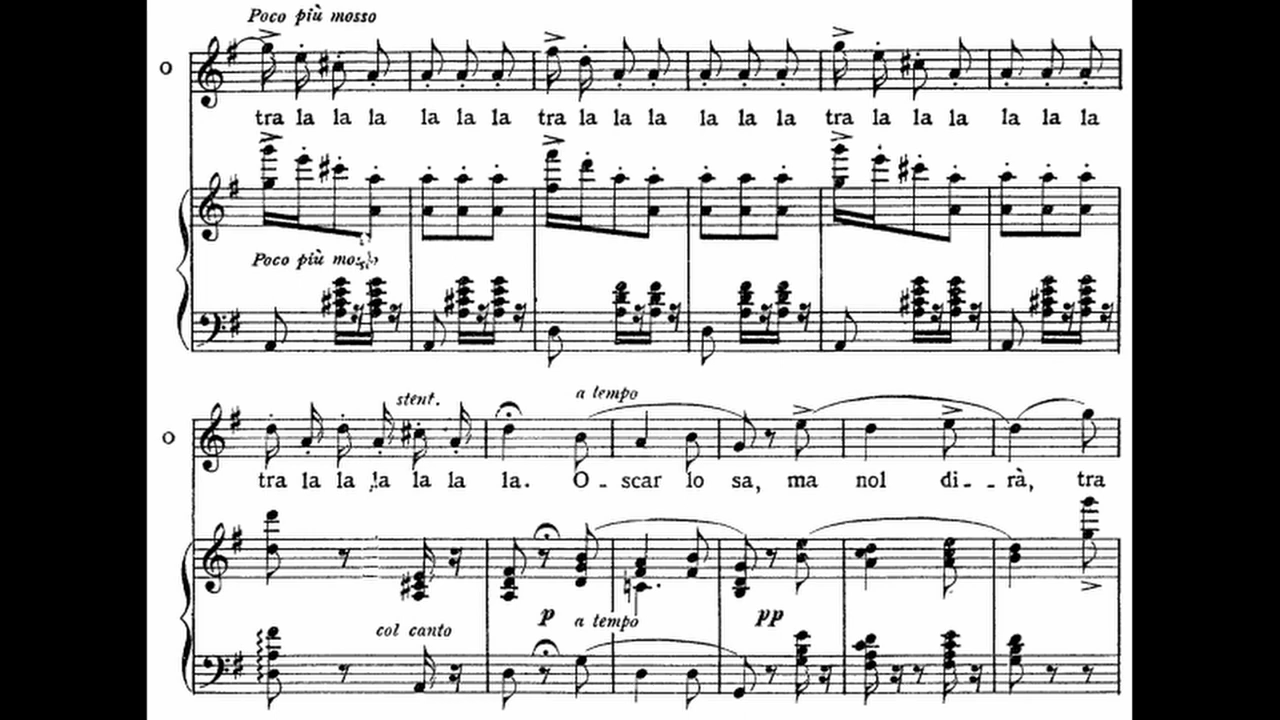 Poco più mosso
O
tra la la la la la la tra la la la la la la tra la la la la la la
Poco più mosso
stent. a tempo
O
tra la la la la la la. O - scar lo sa, ma nol di - - rà, tra
p pp
col canto a tempo